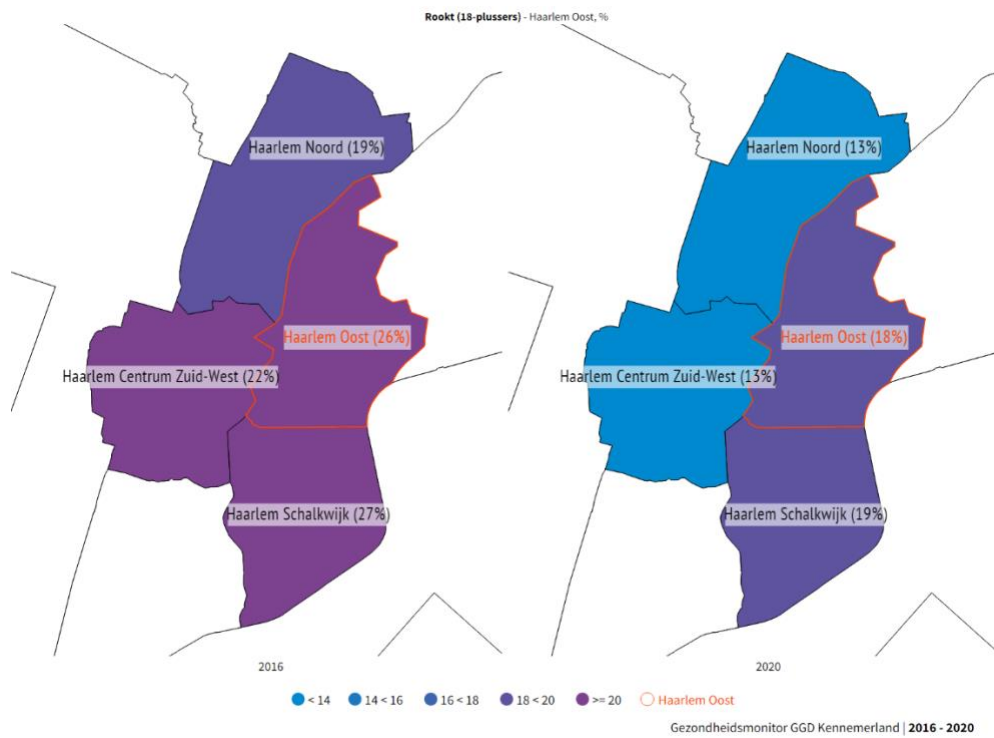 Rookt (18-plussers) - Haarlem Oost, %
Haarlem Noord (19%)
Haarlem Oost (26%)
Haarlem Centrum Zuid-West (22%)
Haarlem Schalkwijk (27%)
2016
Haarlem Noord (13%)
Haarlem Oost (18%)
Haarlem Centrum Zuid-West (13%)
Haarlem Schalkwijk (19%)
2020
< 14 14 < 16 16 < 18 18 < 20 >= 20 Haarlem Oost
Gezondheidsmonitor GGD Kennemerland | 2016 - 2020